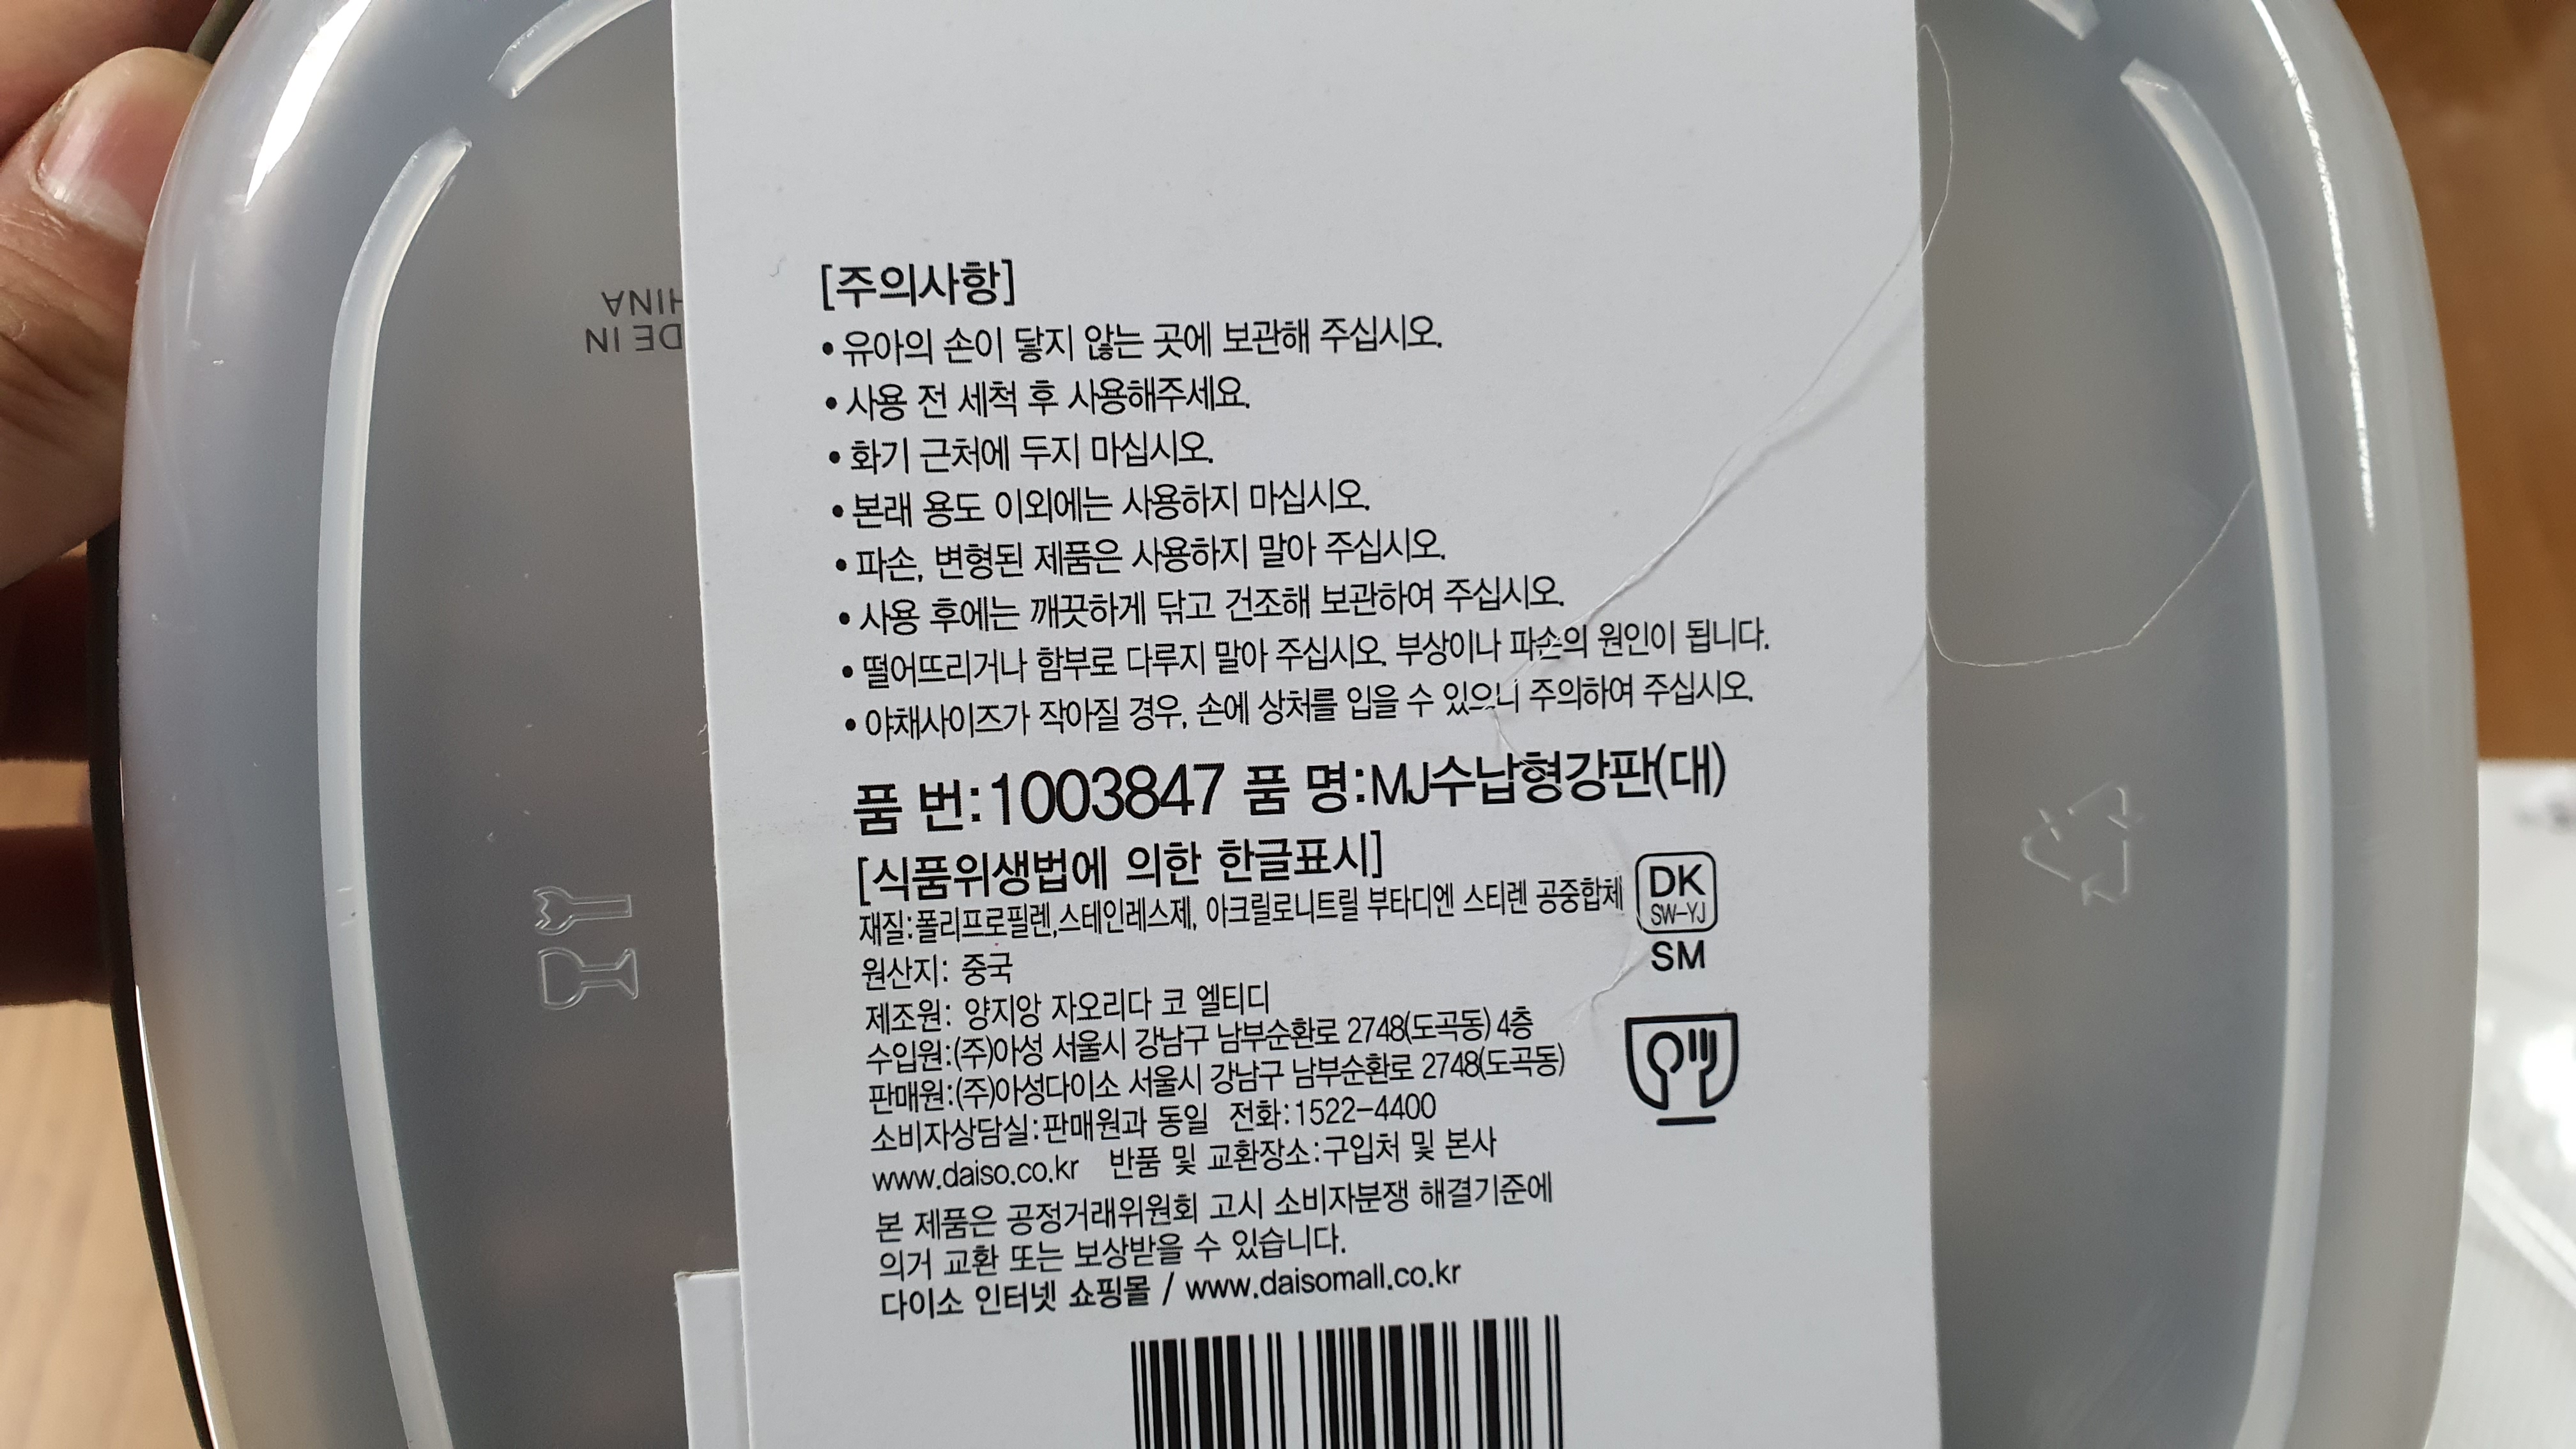 [주의사항]
• 유아의 손이 닿지 않는 곳에 보관해 주십시오.
• 사용 전 세척 후 사용해주세요.
• 화기 근처에 두지 마십시오.
• 본래 용도 이외에는 사용하지 마십시오.
• 파손, 변형된 제품은 사용하지 말아 주십시오.
• 사용 후에는 깨끗하게 닦고 건조해 보관하여 주십시오.
• 떨어뜨리거나 함부로 다루지 말아 주십시오. 부상이나 파손의 원인이 됩니다.
• 야채사이즈가 작아질 경우, 손에 상처를 입을 수 있으니 주의하여 주십시오.
품 번:1003847 품 명:MJ수납형강판(대)
[식품위생법에 의한 한글표시]
재질:폴리프로필렌,스테인레스제, 아크릴로니트릴 부타디엔 스티렌 공중합체
원산지: 중국
제조원: 양지앙 자오리다 코 엘티디
수입원:(주)아성 서울시 강남구 남부순환로 2748(도곡동) 4층
판매원:(주)아성다이소 서울시 강남구 남부순환로 2748(도곡동)
소비자상담실:판매원과 동일 전화:1522-4400
www.daiso.co.kr 반품 및 교환장소:구입처 및 본사
본 제품은 공정거래위원회 고시 소비자분쟁 해결기준에
의거 교환 또는 보상받을 수 있습니다.
다이소 인터넷 쇼핑몰 / www.daisomall.co.kr
DK
SW-YJ
SM
DE IN
HINA